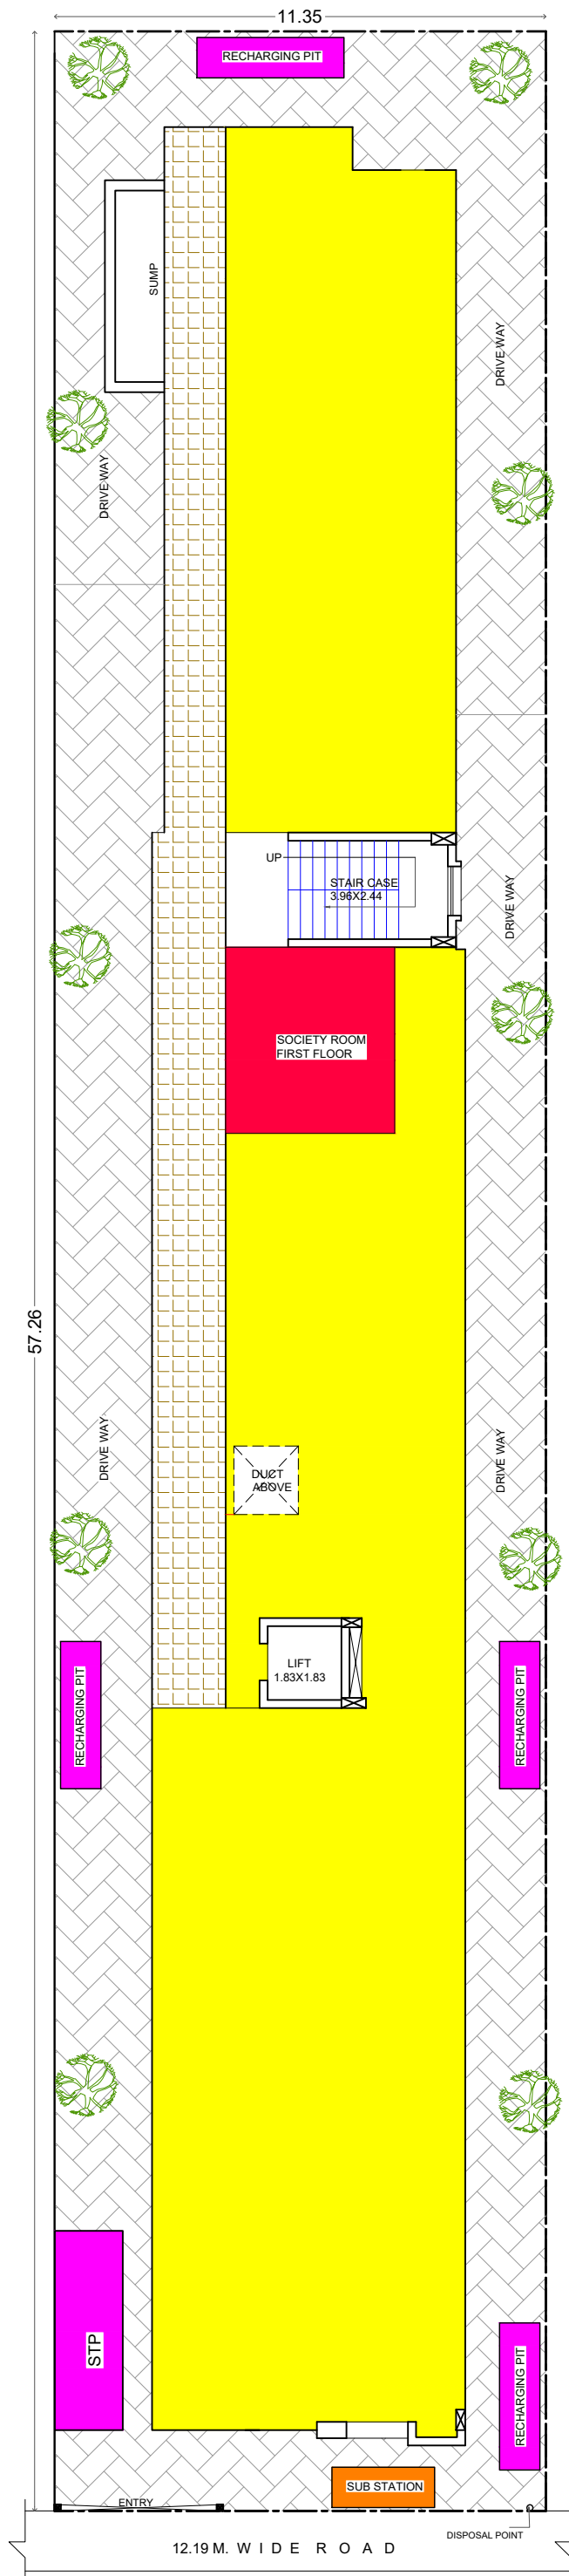 11.35
RECHARGING PIT
SUMP
DRIVE WAY
DRIVE WAY
UP
STAIR CASE
3.96X2.44
DRIVE WAY
SOCIETY ROOM
FIRST FLOOR
57.26
DRIVE WAY
DRIVE WAY
DUCT
ABOVE
LIFT
1.83X1.83
RECHARGING PIT
RECHARGING PIT
STP
RECHARGING PIT
SUB STATION
ENTRY
DISPOSAL POINT
12.19 M. WIDE ROAD